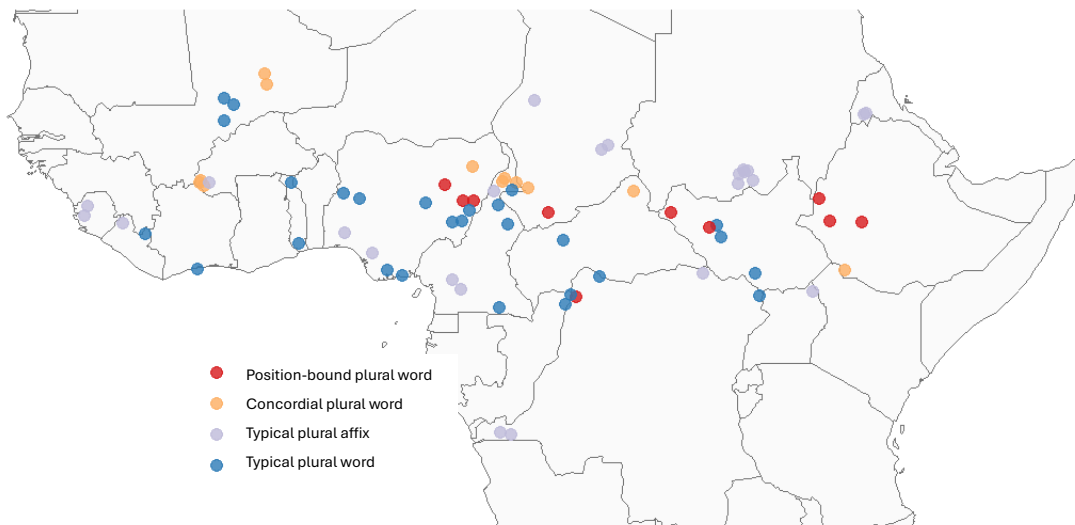 Position-bound plural word
Concordial plural word
Typical plural affix
Typical plural word